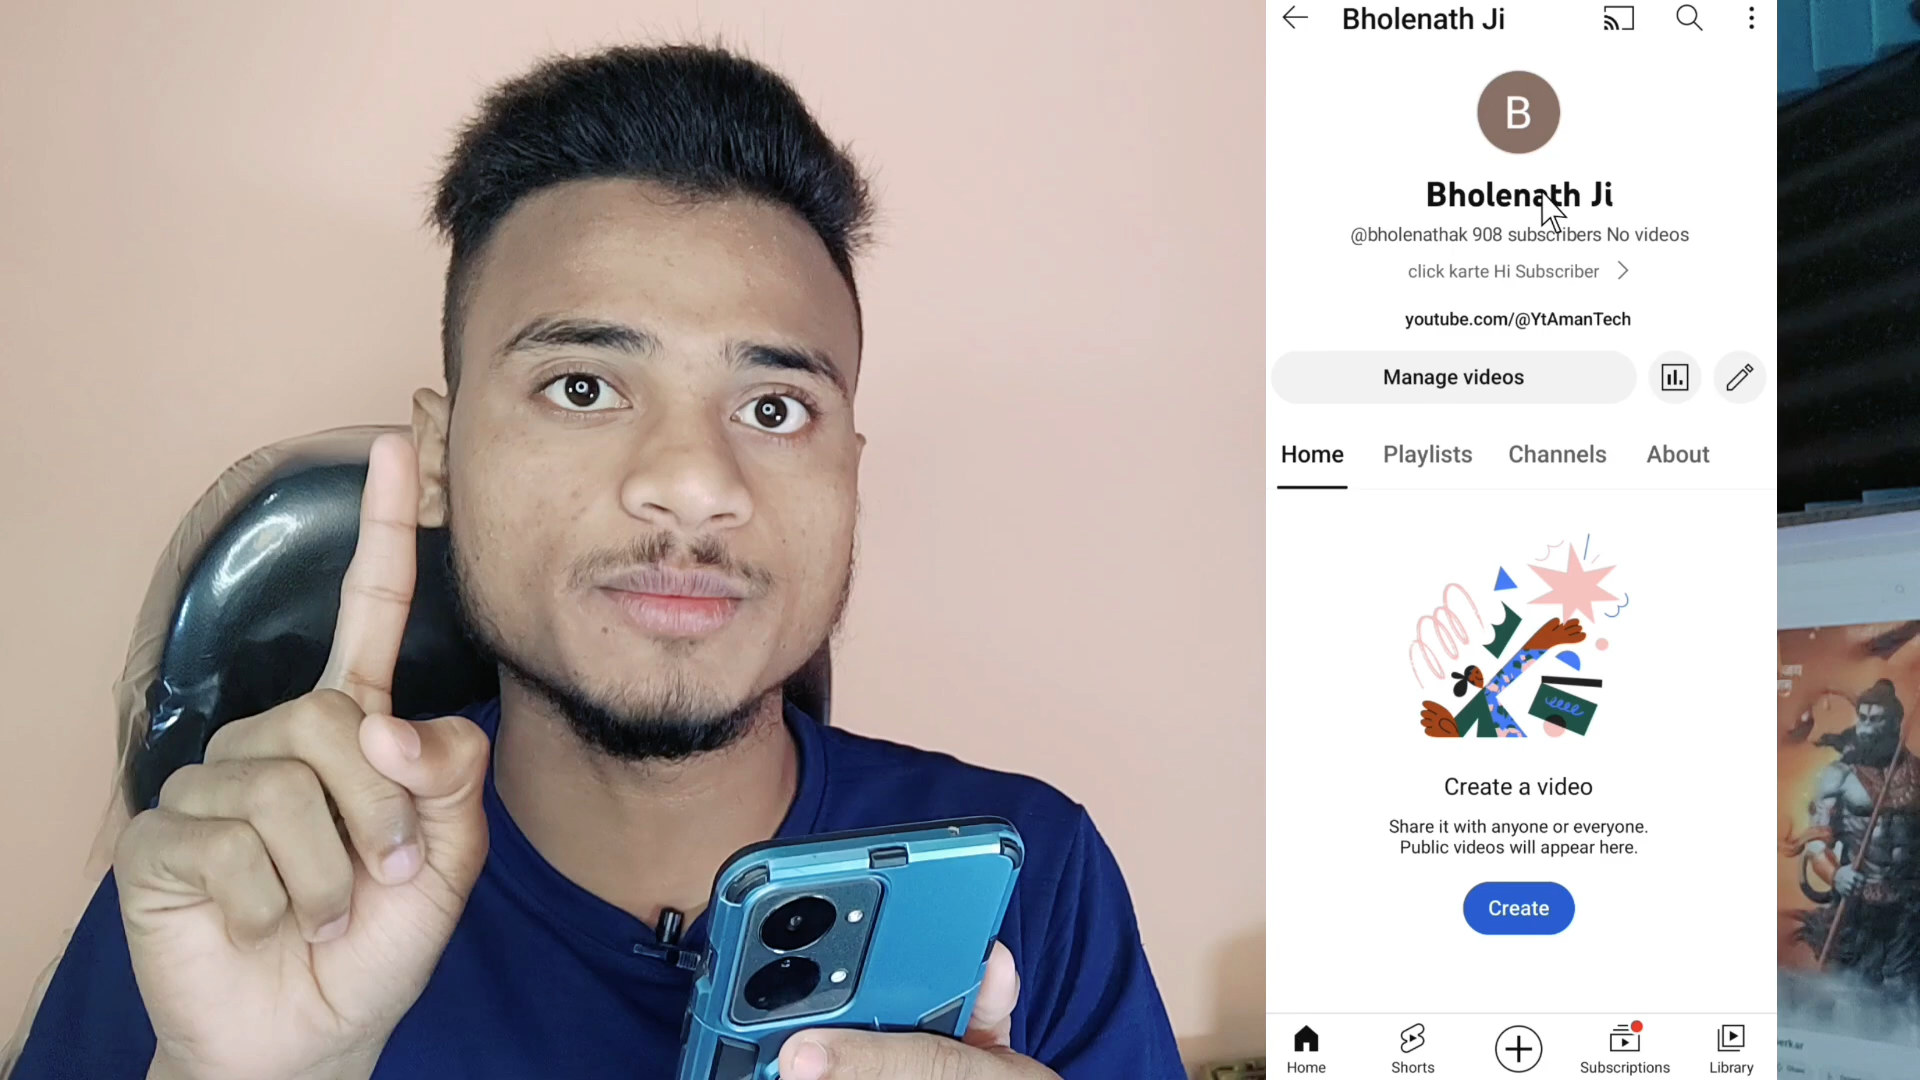 Bholenath Ji
B
Bholenath Ji
@bholenathak 908 subscribers No videos
click karte Hi Subscriber
youtube.com/@YtAmanTech
Manage videos
Home Playlists Channels About
Create a video
Share it with anyone or everyone.
Public videos will appear here.
Create
Home Shorts Subscriptions Library